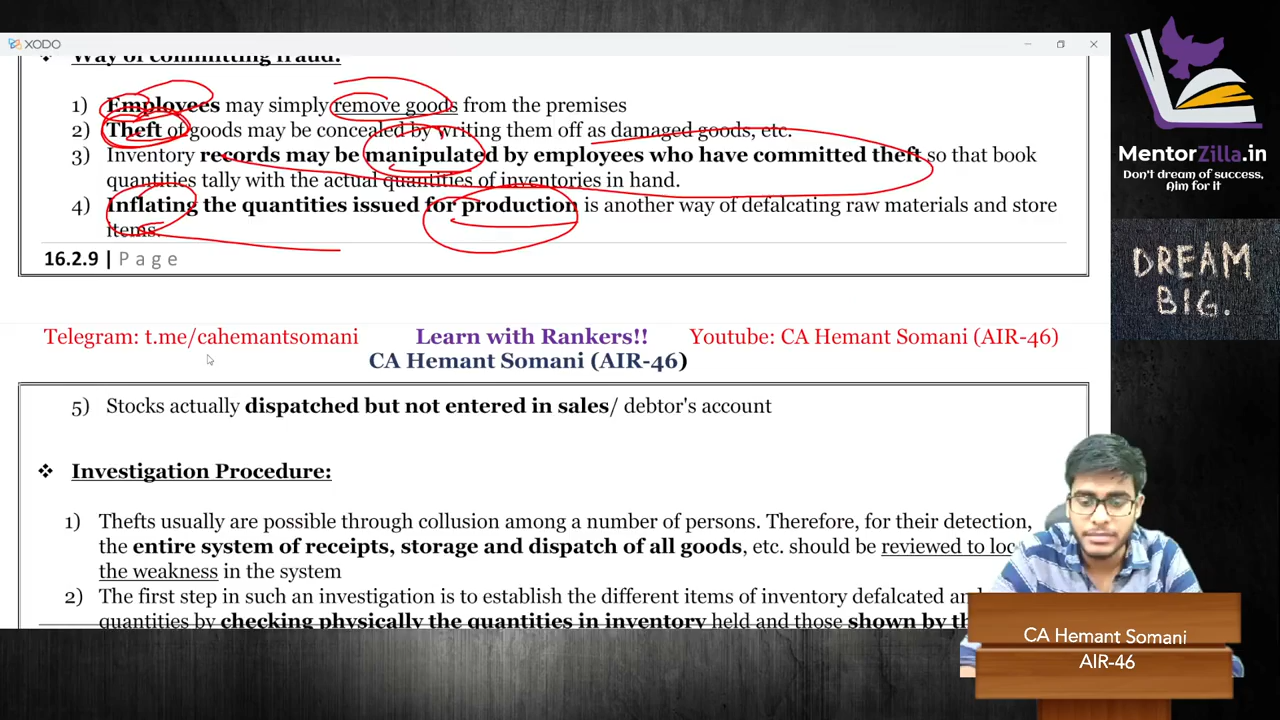 XODO
Way of committing fraud:
1) Employees may simply remove goods from the premises
2) Theft of goods may be concealed by writing them off as damaged goods, etc.
3) Inventory records may be manipulated by employees who have committed theft so that book
quantities tally with the actual quantities of inventories in hand.
4) Inflating the quantities issued for production is another way of defalcating raw materials and store
items.
16.2.9 | Page
Telegram: t.me/cahemantsomani Learn with Rankers!! Youtube: CA Hemant Somani (AIR-46)
CA Hemant Somani (AIR-46)
5) Stocks actually dispatched but not entered in sales/ debtor's account
❖ Investigation Procedure:
1) Thefts usually are possible through collusion among a number of persons. Therefore, for their detection,
the entire system of receipts, storage and dispatch of all goods, etc. should be reviewed to
the weakness in the system
2) The first step in such an investigation is to establish the different items of inventory defalcated
quantities by checking physically the quantities in inventory held and those shown by
MentorZilla.in
Don't dream of success,
Aim for it
DREAM
BIG.
CA Hemant Somani
AIR-46